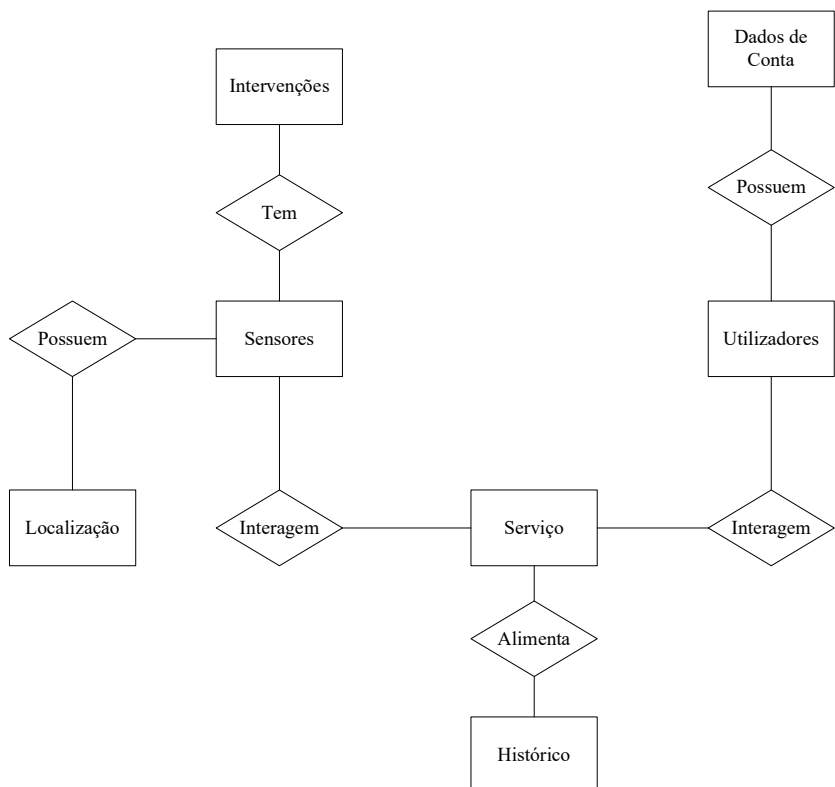 Dados de
Conta
Intervenções
Possuem
Tem
Possuem
Sensores
Utilizadores
Localização
Interagem
Serviço
Interagem
Alimenta
Histórico